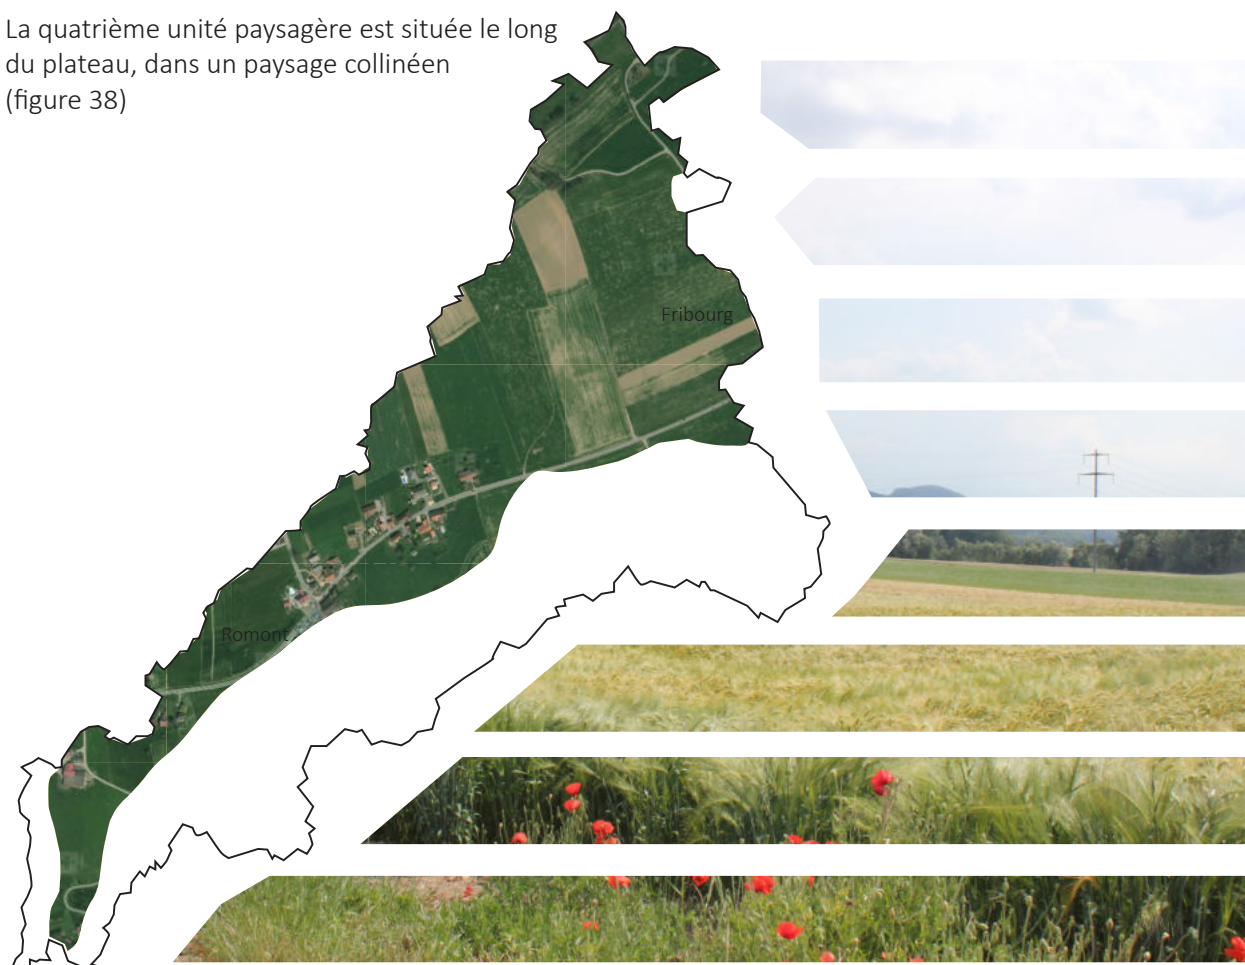 La quatrième unité paysagère est située le long
du plateau, dans un paysage collinéen
(figure 38)
Fribourg
Romont